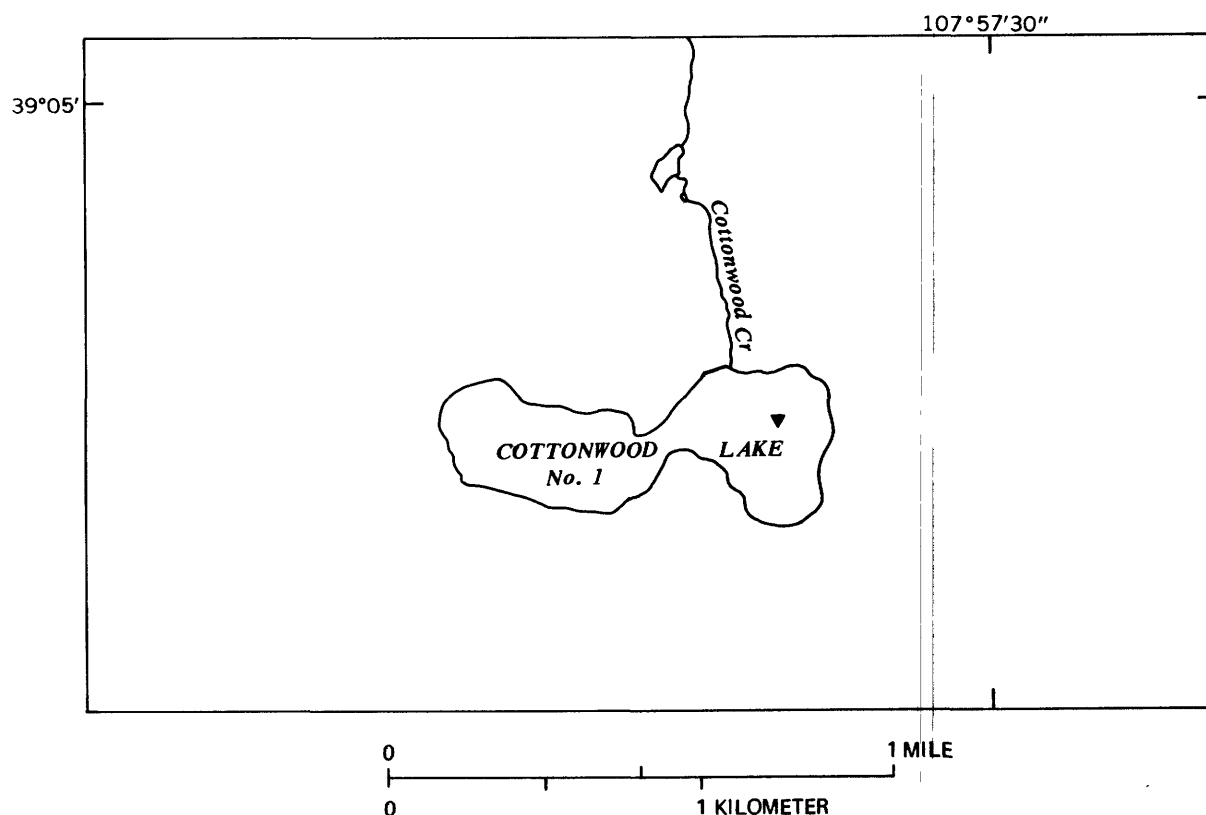 107°57'30"
39°05'
Cottonwood Cr
COTTONWOOD LAKE
No. 1
0 1 MILE
0 1 KILOMETER